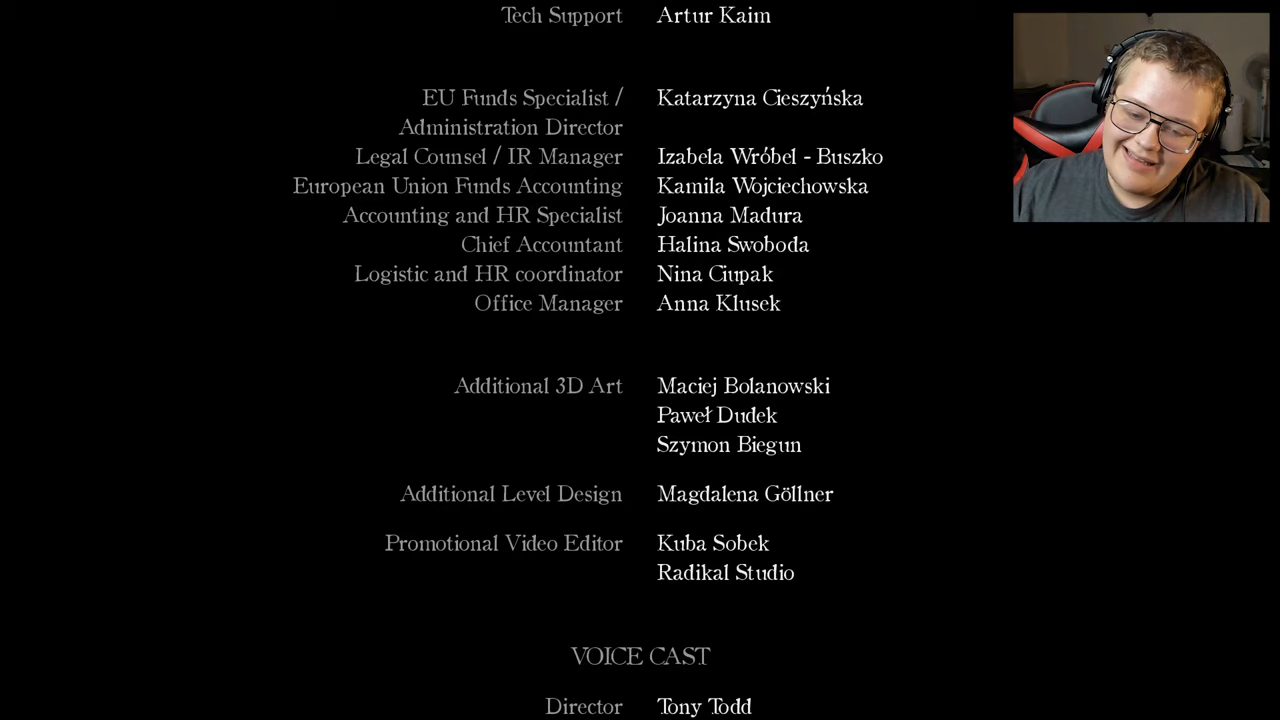 Tech Support Artur Kaim
EU Funds Specialist / Katarzyna Cieszyńska
Administration Director
Legal Counsel / IR Manager Izabela Wróbel - Buszko
European Union Funds Accounting Kamila Wojciechowska
Accounting and HR Specialist Joanna Madura
Chief Accountant Halina Swoboda
Logistic and HR coordinator Nina Ciupak
Office Manager Anna Klusek
Additional 3D Art Maciej Bolanowski
Paweł Dudek
Szymon Biegun
Additional Level Design Magdalena Göllner
Promotional Video Editor Kuba Sobek
Radikal Studio
VOICE CAST
Director Tony Todd